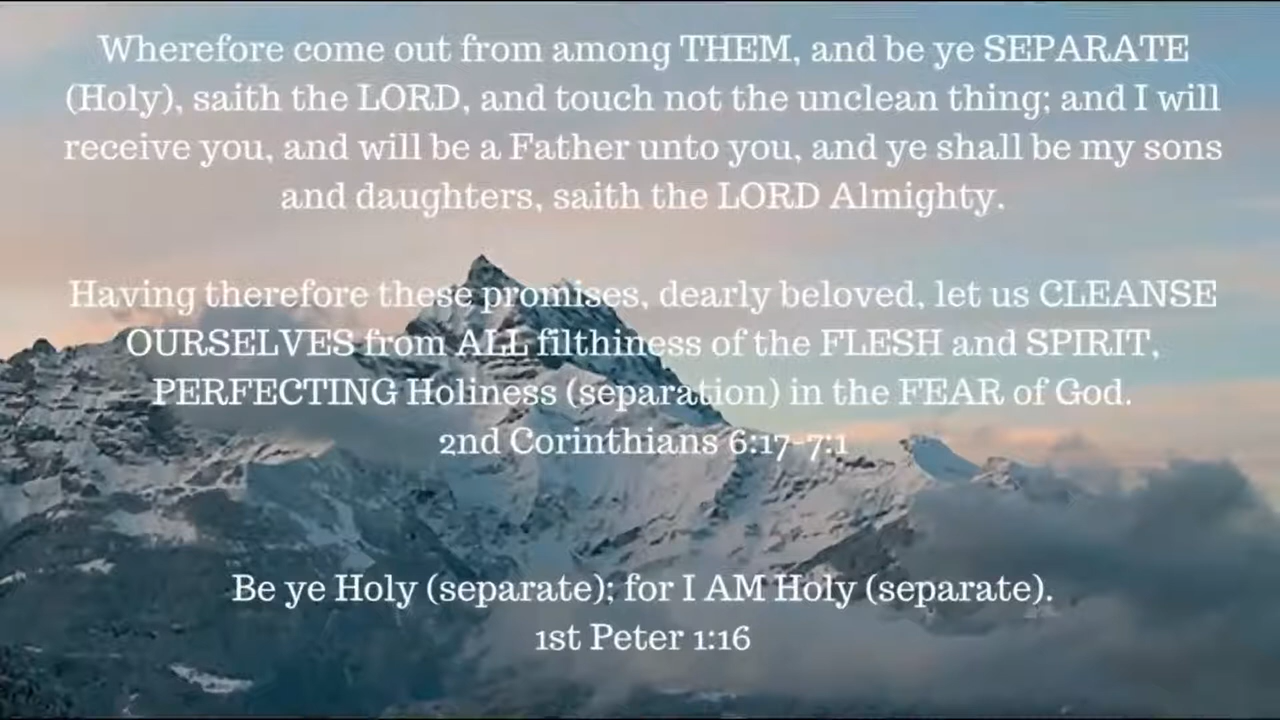 Wherefore come out from among THEM, and be ye SEPARATE
(Holy), saith the LORD, and touch not the unclean thing; and I will
receive you, and will be a Father unto you, and ye shall be my sons
and daughters, saith the LORD Almighty.
Having therefore these promises, dearly beloved, let us CLEANSE
OURSELVES from ALL filthiness of the FLESH and SPIRIT,
PERFECTING Holiness (separation) in the FEAR of God.
2nd Corinthians 6:17-7:1
Be ye Holy (separate); for I AM Holy (separate).
1st Peter 1:16